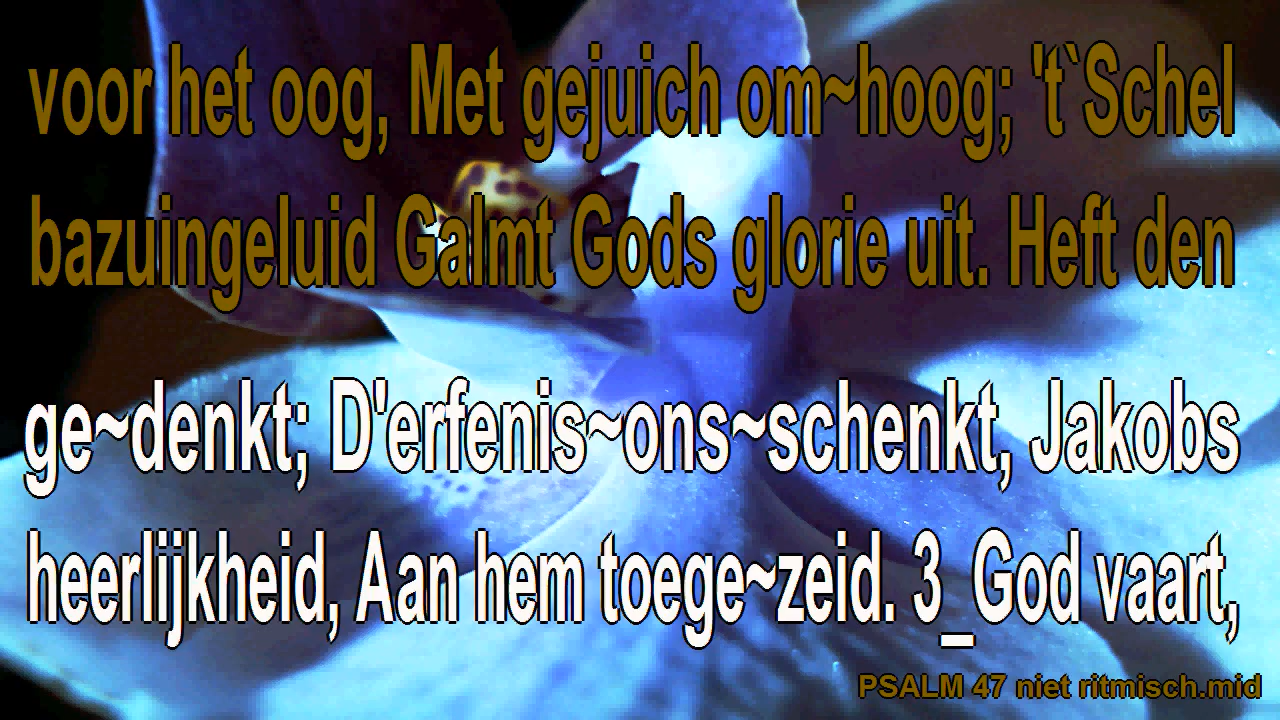 voor het oog, Met gejuich om~hoog; 't`Schel
bazuingeluid Galmt Gods glorie uit. Heft den
ge~denkt; D'erfenis~ons~schenkt, Jakobs
heerlijkheid, Aan hem toege~zeid. 3_God vaart,
PSALM 47 niet ritmisch.mid